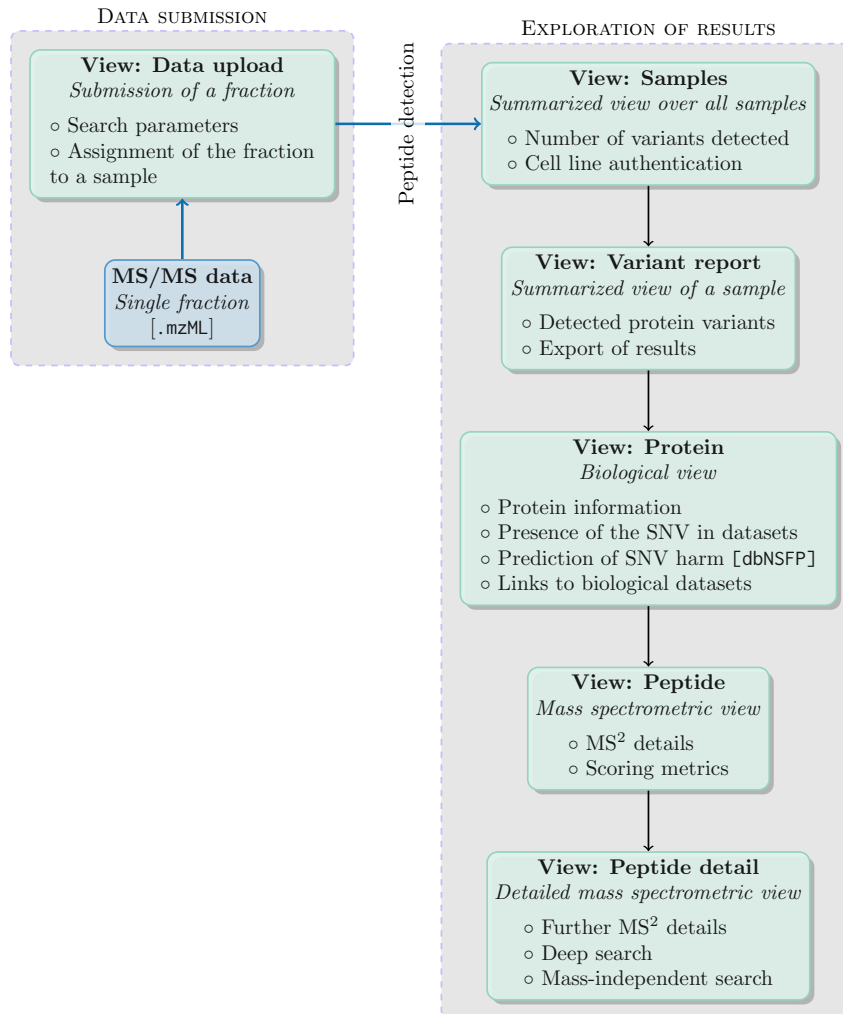 DATA SUBMISSION
View: Data upload
Submission of a fraction
○ Search parameters
○ Assignment of the fraction
to a sample
MS/MS data
Single fraction
[.mzML]
Peptide detection
EXPLORATION OF RESULTS
View: Samples
Summarized view over all samples
○ Number of variants detected
○ Cell line authentication
View: Variant report
Summarized view of a sample
○ Detected protein variants
○ Export of results
View: Protein
Biological view
○ Protein information
○ Presence of the SNV in datasets
○ Prediction of SNV harm [dbNSFP]
○ Links to biological datasets
View: Peptide
Mass spectrometric view
○ MS² details
○ Scoring metrics
View: Peptide detail
Detailed mass spectrometric view
○ Further MS² details
○ Deep search
○ Mass-independent search